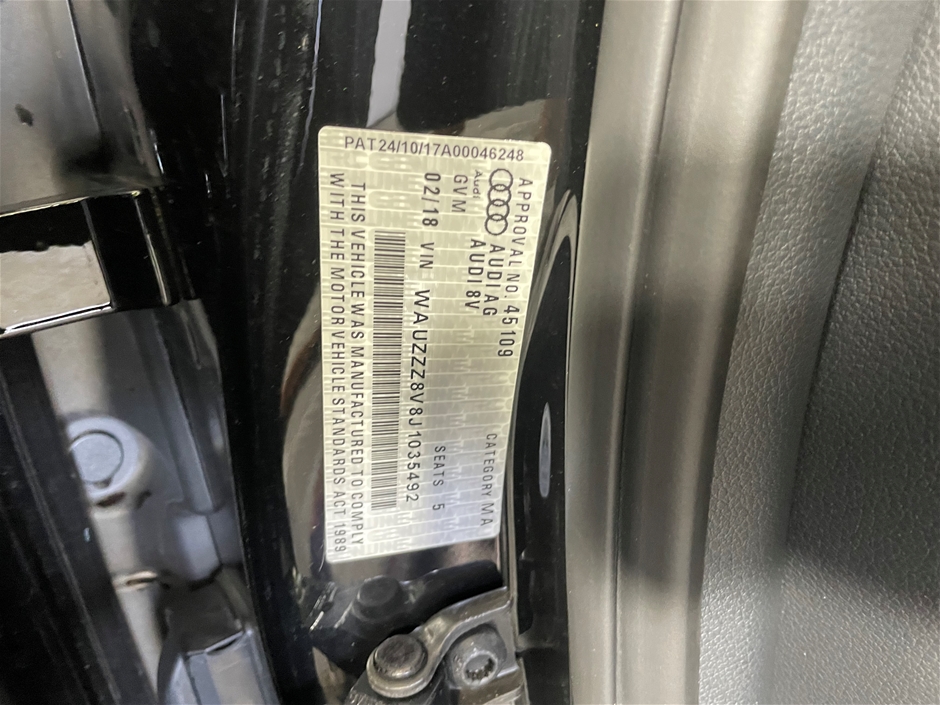 PAT24/10/17A00046248
APPROVAL NO. 45109
Audi AUDI AG
GVM AUDI 8V
CATEGORY MA
SEATS 5
02/18 VIN WAUZZZ8V8J1035492
THIS VEHICLE WAS MANUFACTURED TO COMPLY
WITH THE MOTOR VEHICLE STANDARDS ACT 1989